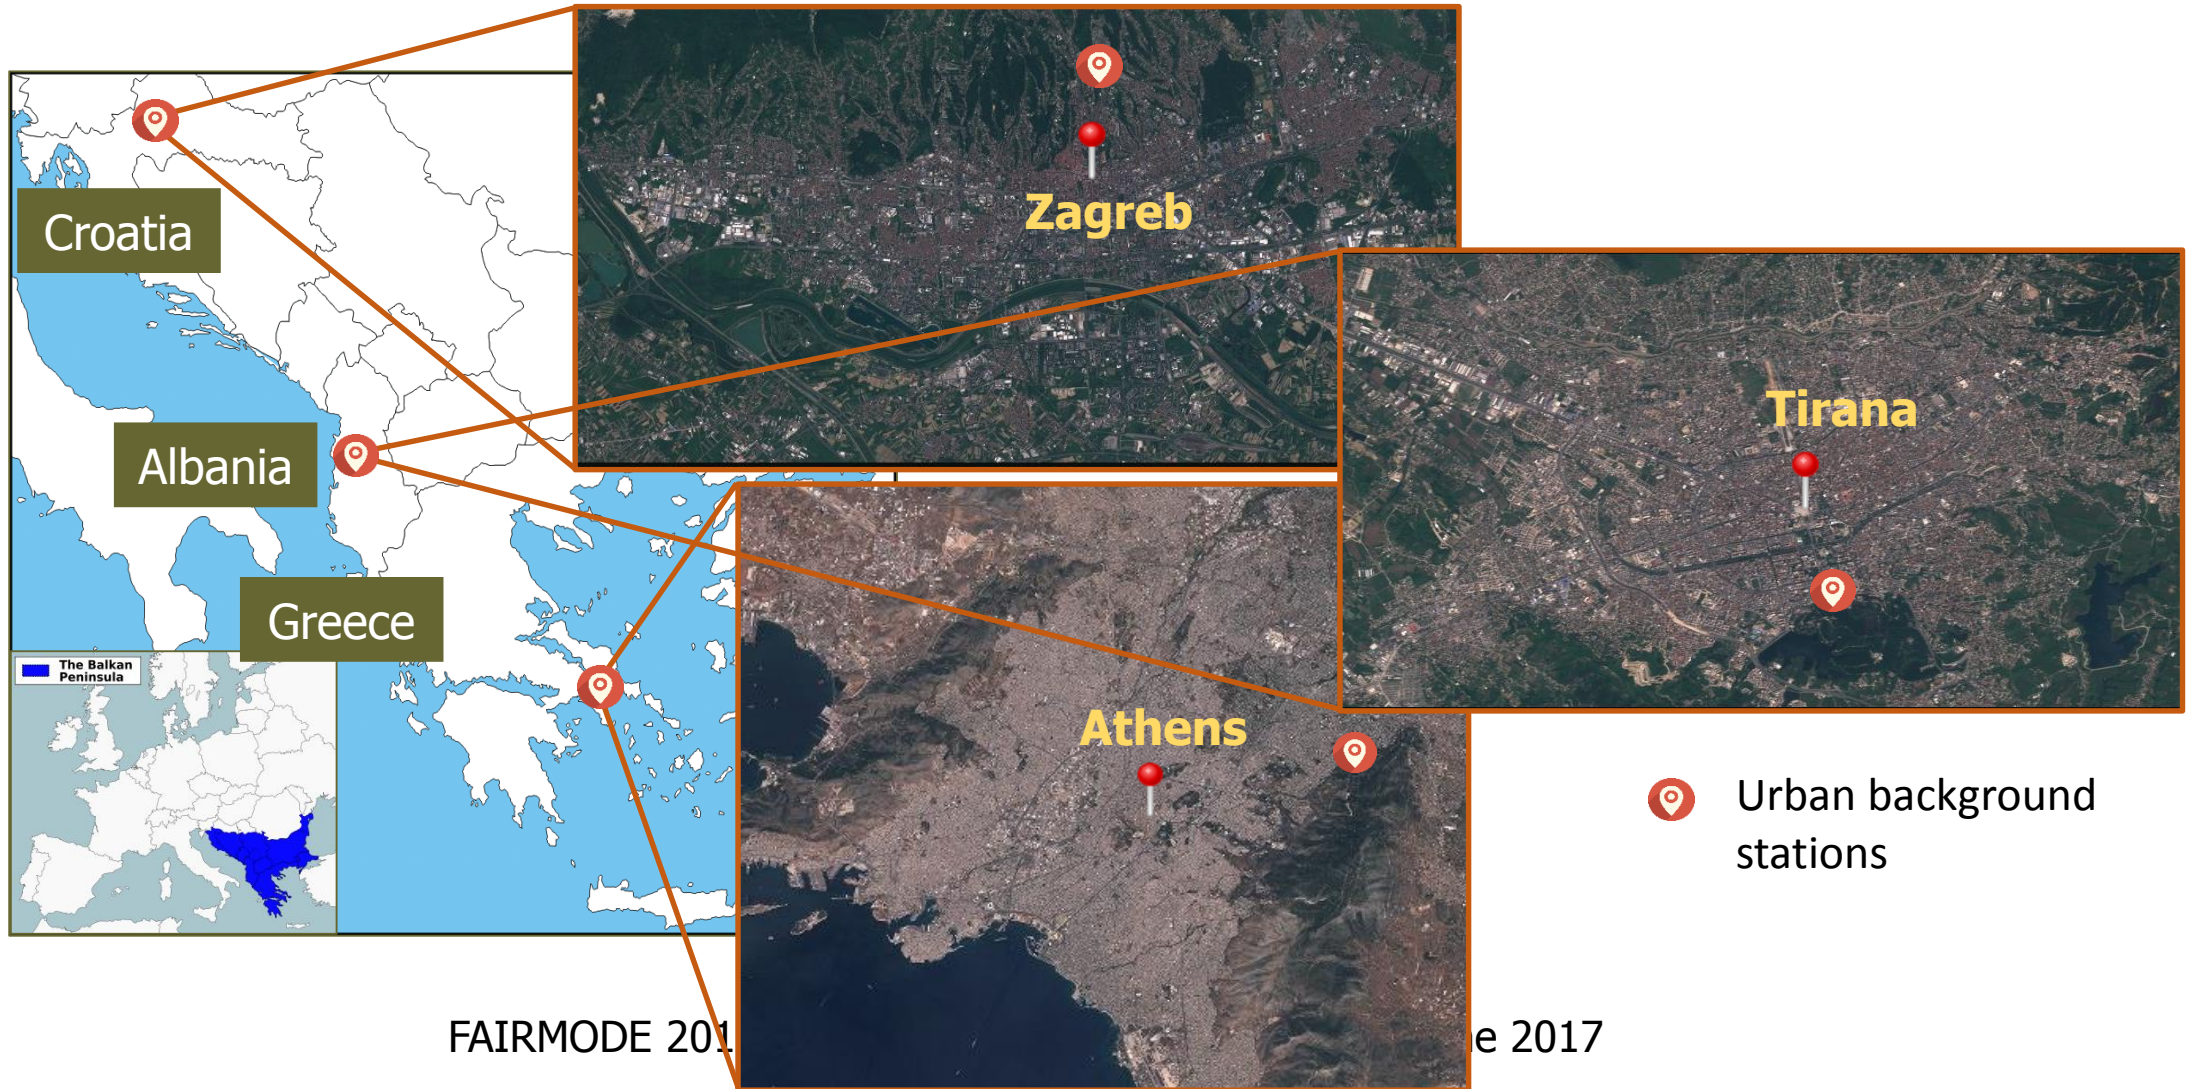 Croatia
Zagreb
Albania
Tirana
Greece
The Balkan
Peninsula
Athens
Urban background
stations
FAIRMODE 201
e 2017